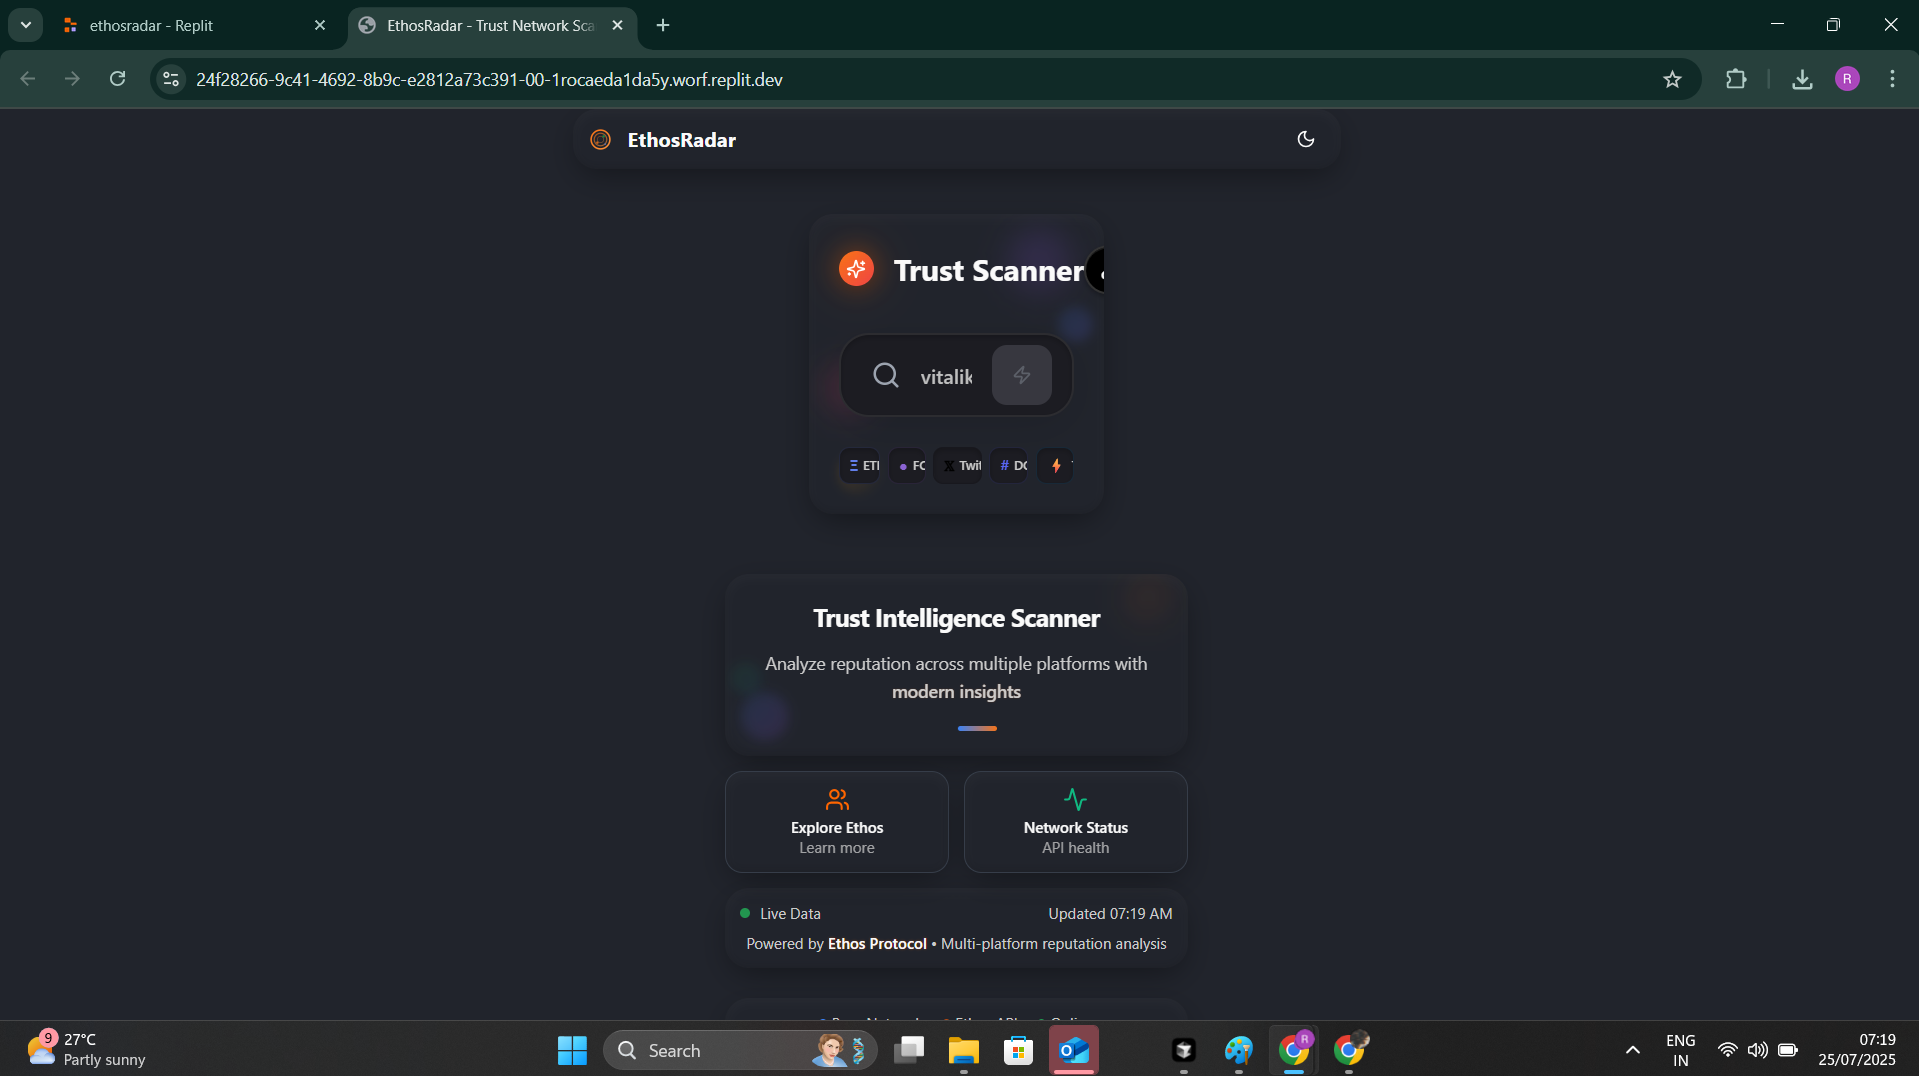 ethosradar - Replit
EthosRadar - Trust Network Sca
24f28266-9c41-4692-8b9c-e2812a73c391-00-1rocaeda1da5y.worf.replit.dev
R
EthosRadar
Trust Scanner
vitalik
Ξ ET
FC
X Twi
# DO
Trust Intelligence Scanner
Analyze reputation across multiple platforms with
modern insights
Explore Ethos
Learn more
Network Status
API health
Live Data
Updated 07:19 AM
Powered by Ethos Protocol • Multi-platform reputation analysis
9
27°C
Partly sunny
Search
R
ENG
IN
07:19
25/07/2025